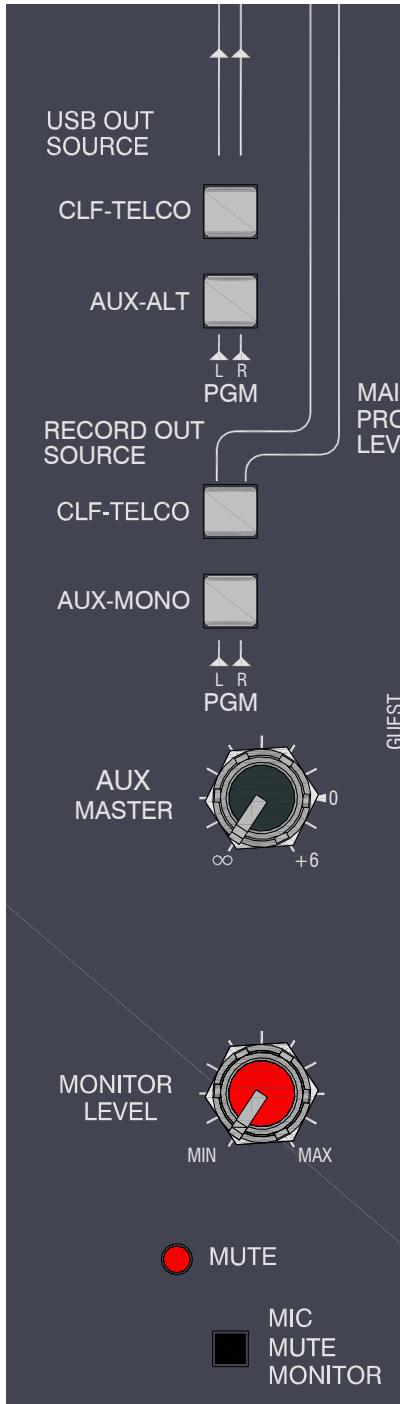 USB OUT
SOURCE
CLF-TELCO
AUX-ALT
L R
PGM
RECORD OUT
SOURCE
CLF-TELCO
AUX-MONO
L R
PGM
GUEST
AUX
MASTER
0
∞ +6
MONITOR
LEVEL
MIN MAX
MUTE
MIC
MUTE
MONITOR